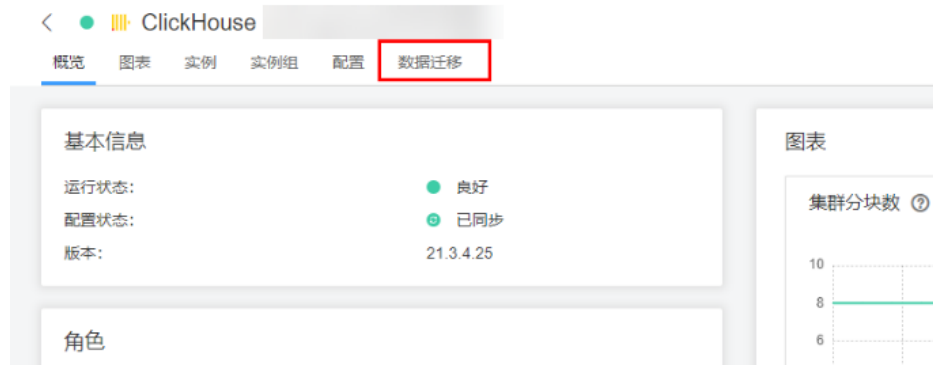 ClickHouse
概览 图表 实例 实例组 配置 数据迁移
基本信息
运行状态： 良好
配置状态： 已同步
版本： 21.3.4.25
角色
图表
集群分块数 ?
10
8
6